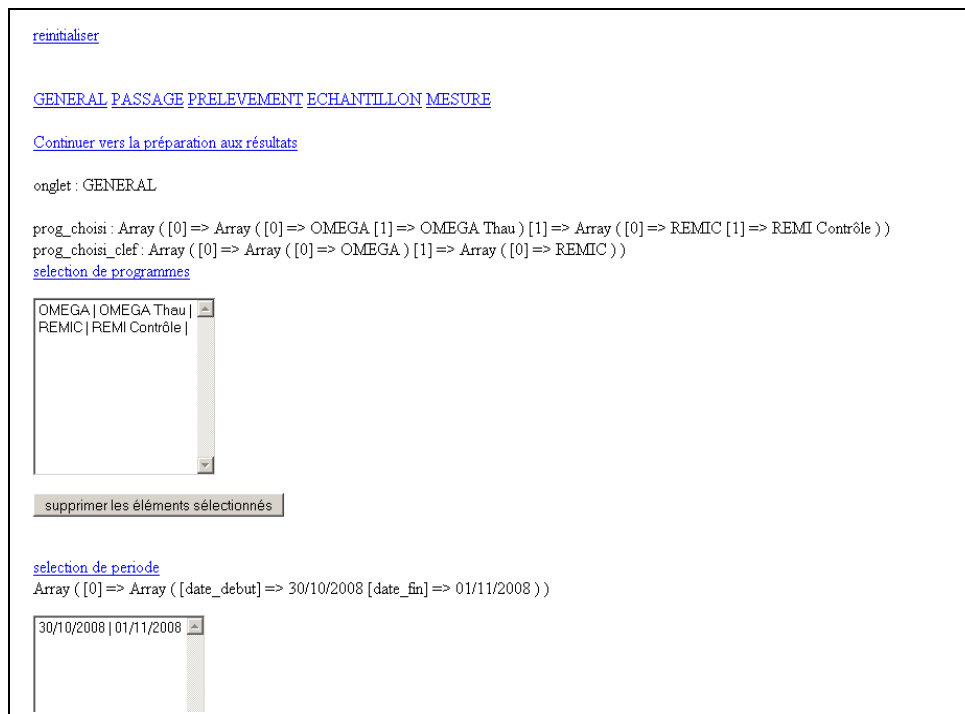 reinitialiser
GENERAL PASSAGE PRELEVEMENT ECHANTILLON MESURE
Continuer vers la préparation aux résultats
onglet : GENERAL
prog_choisi : Array ( [0] => Array ( [0] => OMEGA [1] => OMEGA Thau ) [1] => Array ( [0] => REMIC [1] => REMI Contrôle ) )
prog_choisi_clef : Array ( [0] => Array ( [0] => OMEGA ) [1] => Array ( [0] => REMIC ) )
selection de programmes
OMEGA | OMEGA Thau |
REMIC | REMI Contrôle |
supprimer les éléments sélectionnés
selection de periode
Array ( [0] => Array ( [date_debut] => 30/10/2008 [date_fin] => 01/11/2008 ) )
30/10/2008 | 01/11/2008